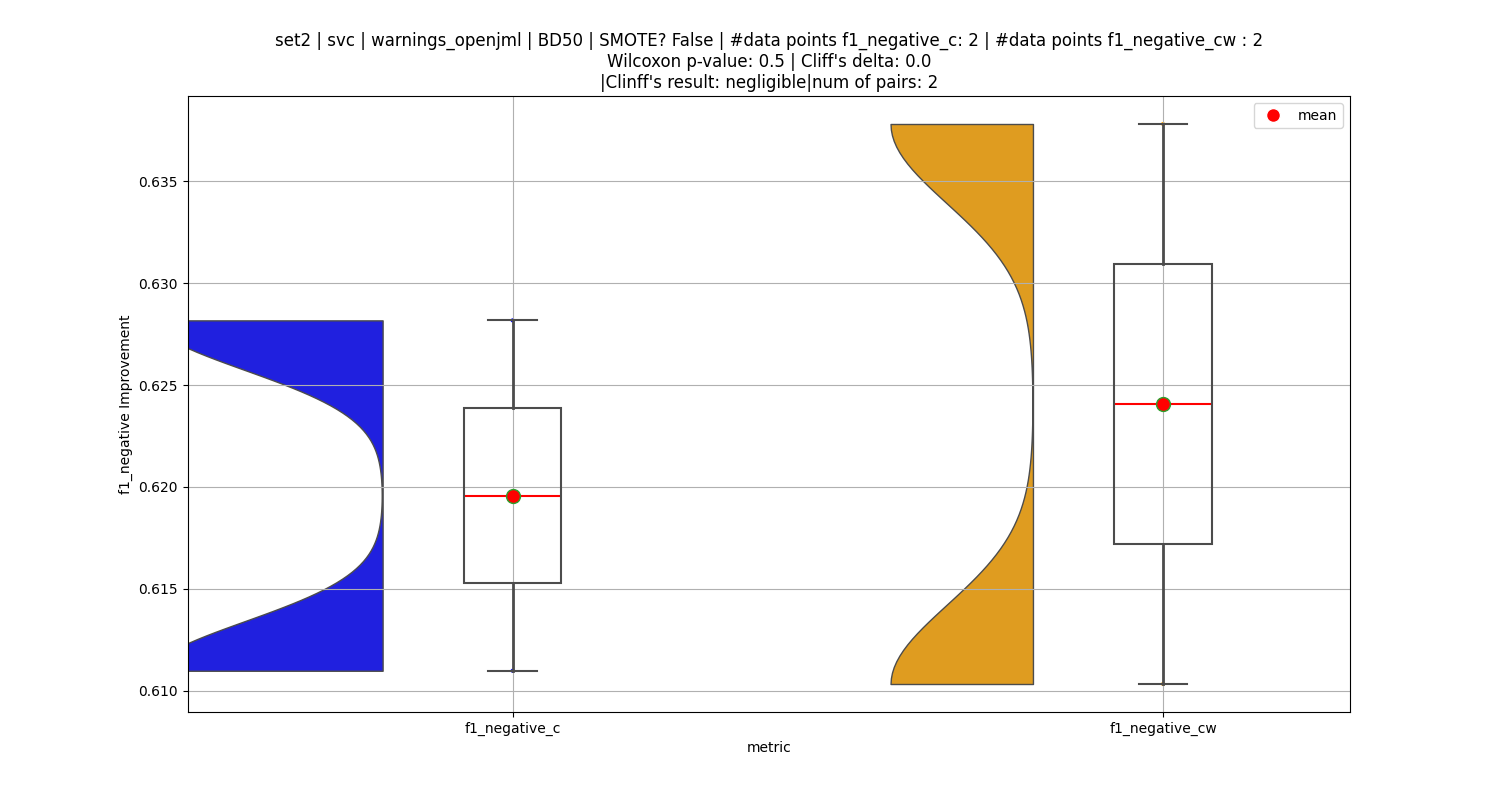 set2 | svc | warnings_openjml | BD50 | SMOTE? False | #data points f1_negative_c: 2 | #data points f1_negative_cw : 2
Wilcoxon p-value: 0.5 | Cliff's delta: 0.0
|Clinff's result: negligible|num of pairs: 2
mean
0.635
0.630
0.625
0.620
0.615
0.610
f1_negative Improvement
f1_negative_c
f1_negative_cw
metric